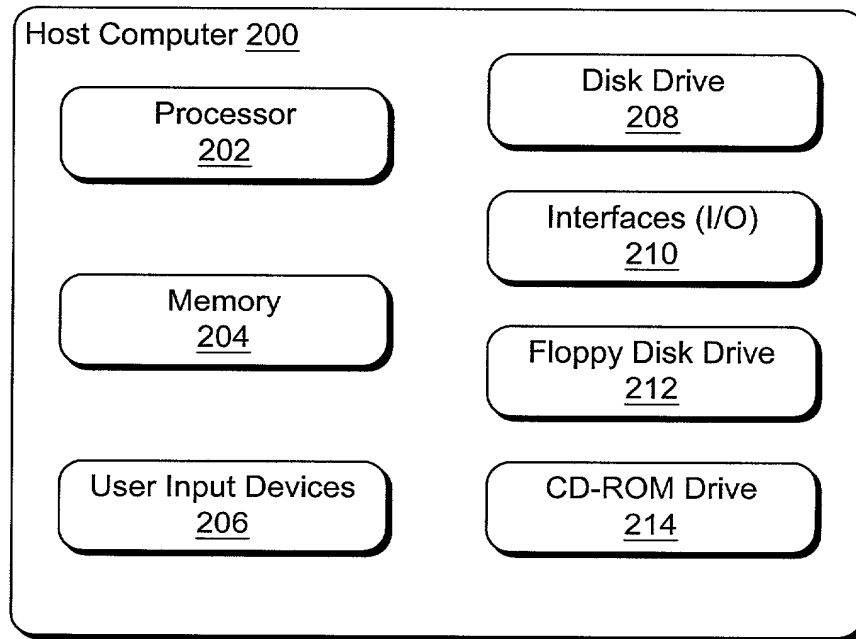 Host Computer 200
Processor
202
Memory
204
User Input Devices
206
Disk Drive
208
Interfaces (I/O)
210
Floppy Disk Drive
212
CD-ROM Drive
214